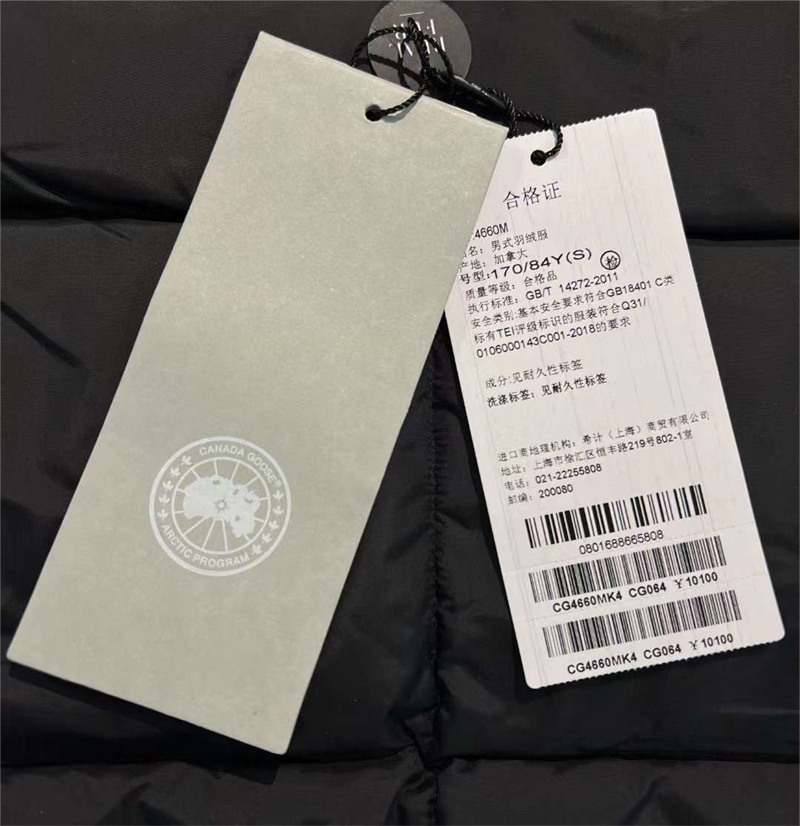 CANADA GOOSE®
ARCTIC PROGRAM
合格证
4660M
名：男式羽绒服
产地：加拿大
号型:170/84Y(S) 检
质量等级：合格品
执行标准：GB/T 14272-2011
安全类别:基本安全要求符合GB18401 C类
标有TEI评级标识的服装符合Q31/
0106000143C001-2018的要求
成分:见耐久性标签
洗涤标签：见耐久性标签
进口商地理机构：希计（上海）商贸有限公司
地址：上海市徐汇区恒丰路219号802-1室
电话：021-22255808
邮编：200080
0801688665808
CG4660MK4 CG064 ￥10100
CG4660MK4 CG064 ￥10100